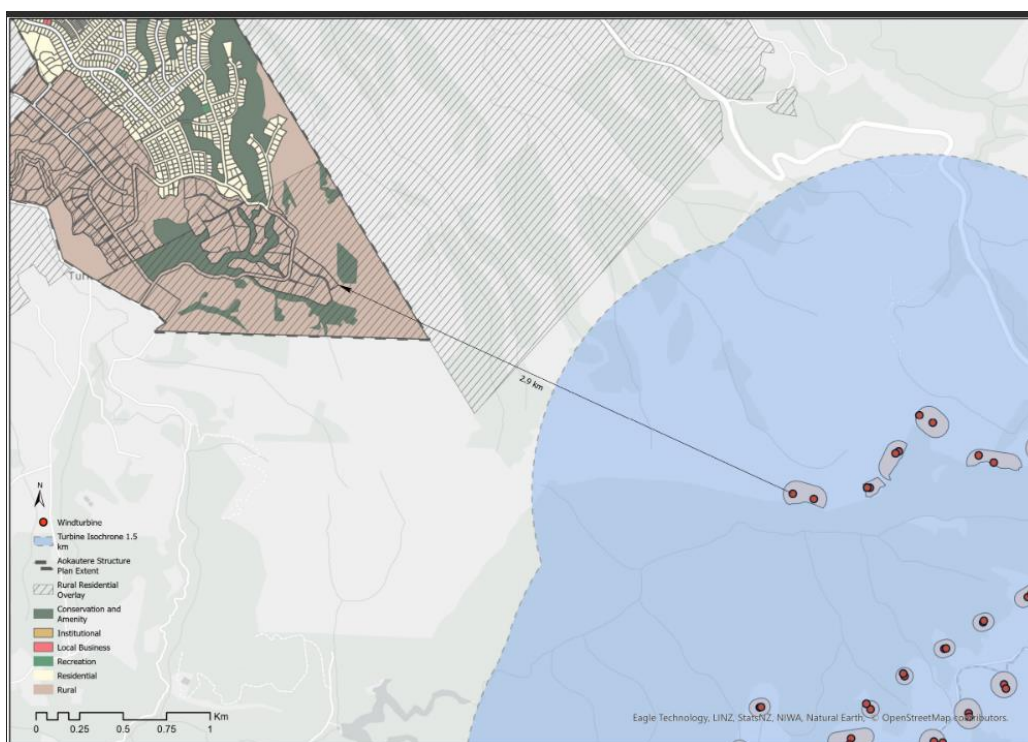 Turi
2.9 km
N
Windturbine
Turbine Isochrone 1.5
km
Aokautere Structure
Plan Extent
Rural Residential
Overlay
Conservation and
Amenity
Institutional
Local Business
Recreation
Residential
Rural
Km
0 0.25 0.5 0.75 1
Eagle Technology, LINZ, StatsNZ, NIWA, Natural Earth, © OpenStreetMap contributors.